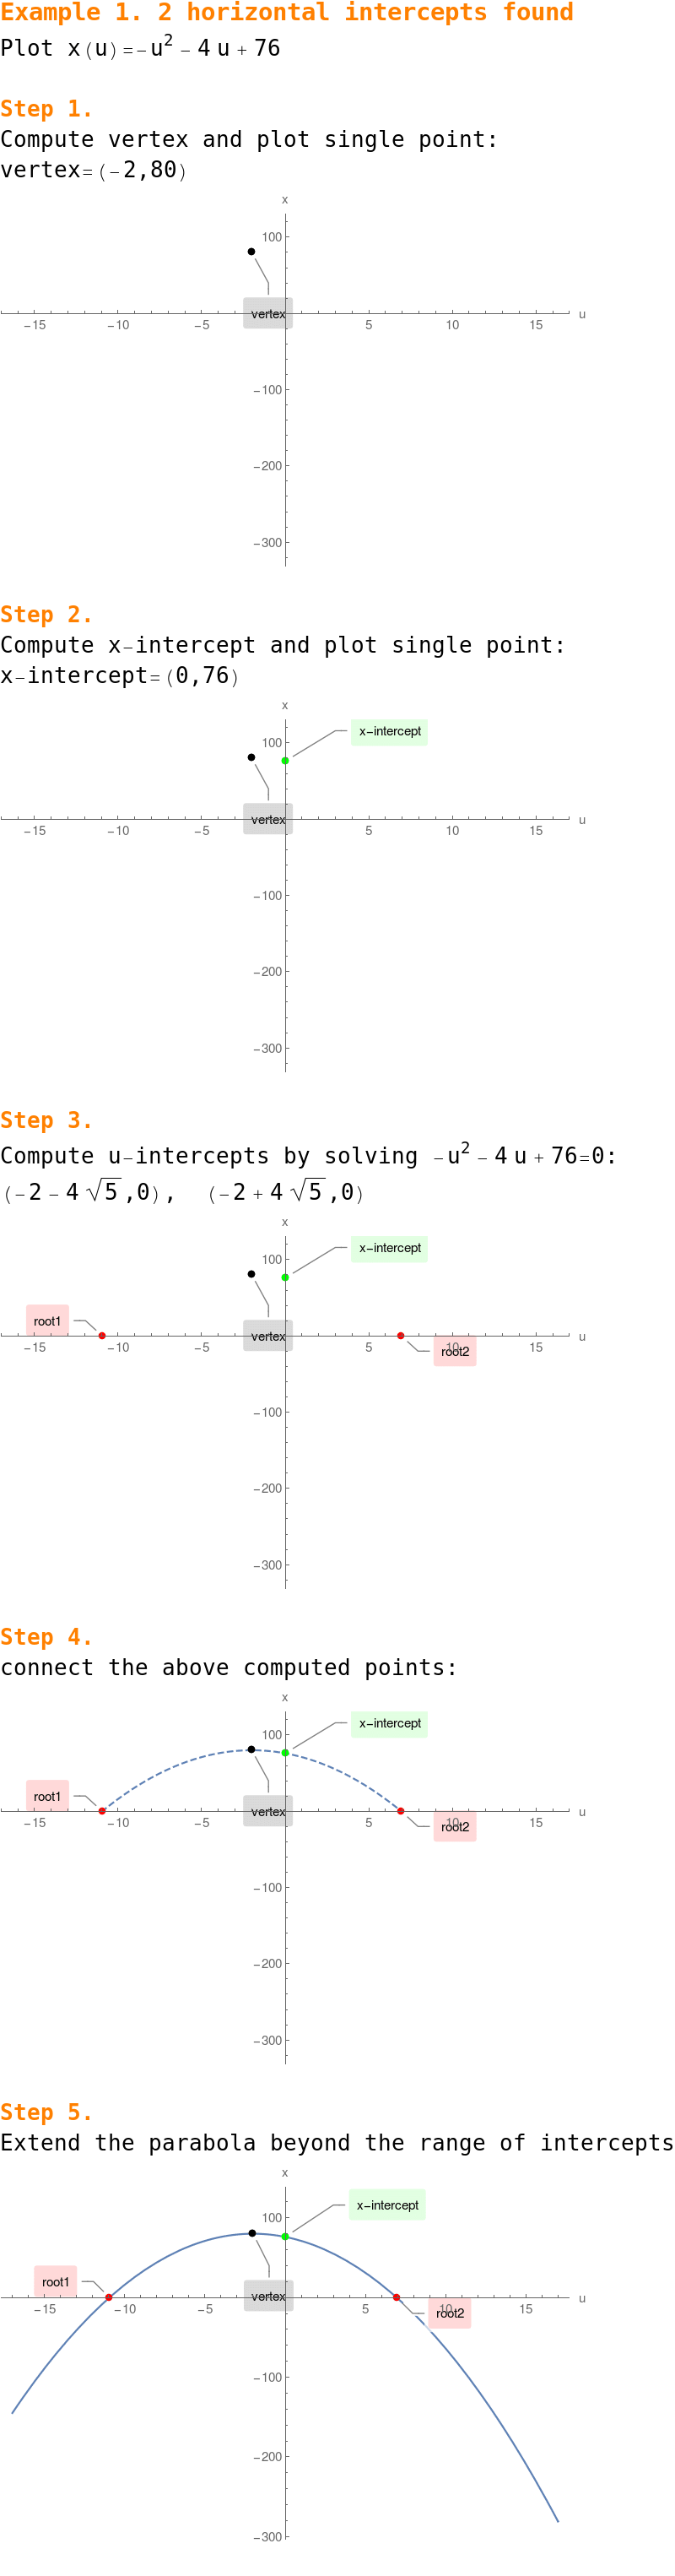 Example 1. 2 horizontal intercepts found
Plot x(u)=-u² - 4 u + 76
Step 1.
Compute vertex and plot single point:
vertex=(-2,80)
x
100
vertex
-15 -10 -5 5 10 15 u
-100
-200
-300
Step 2.
Compute x-intercept and plot single point:
x-intercept=(0,76)
x
x-intercept
100
vertex
-15 -10 -5 5 10 15 u
-100
-200
-300
Step 3.
Compute u-intercepts by solving -u² - 4 u + 76=0:
(-2 - 4 √5 ,0), (-2 + 4 √5 ,0)
x
x-intercept
100
root1
vertex
-15 -10 -5 5 10 15 u
root2
-100
-200
-300
Step 4.
connect the above computed points:
x
x-intercept
100
root1
vertex
-15 -10 -5 5 10 15 u
root2
-100
-200
-300
Step 5.
Extend the parabola beyond the range of intercepts
x
x-intercept
100
root1
vertex
-15 -10 -5 5 10 15 u
root2
-100
-200
-300